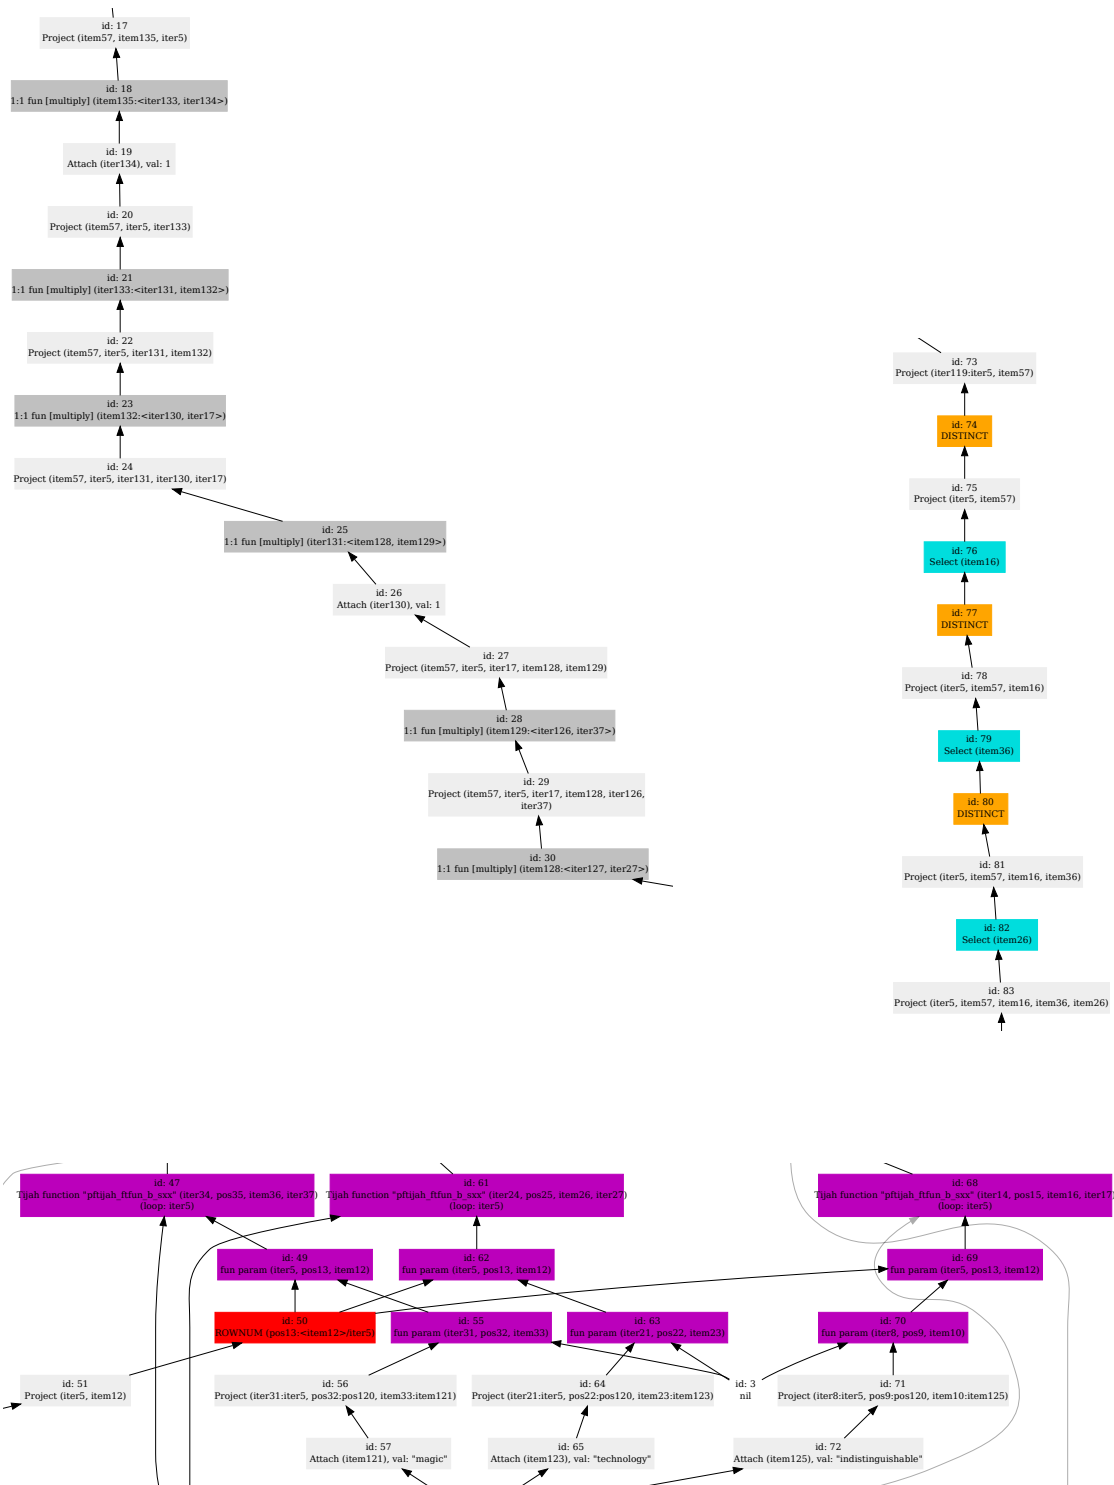 id: 17
Project (item57, item135, iter5)
id: 18
1:1 fun [multiply] (item135:<iter133, iter134>)
id: 19
Attach (iter134), val: 1
id: 20
Project (item57, iter5, iter133)
id: 21
1:1 fun [multiply] (iter133:<iter131, item132>)
id: 22
Project (item57, iter5, iter131, item132)
id: 23
1:1 fun [multiply] (item132:<iter130, iter17>)
id: 24
Project (item57, iter5, iter131, iter130, iter17)
id: 25
1:1 fun [multiply] (iter131:<item128, item129>)
id: 26
Attach (iter130), val: 1
id: 27
Project (item57, iter5, iter17, item128, item129)
id: 28
1:1 fun [multiply] (item129:<iter126, iter37>)
id: 29
Project (item57, iter5, iter17, item128, iter126,
iter37)
id: 30
1:1 fun [multiply] (item128:<iter127, iter27>)
id: 73
Project (iter119:iter5, item57)
id: 74
DISTINCT
id: 75
Project (iter5, item57)
id: 76
Select (item16)
id: 77
DISTINCT
id: 78
Project (iter5, item57, item16)
id: 79
Select (item36)
id: 80
DISTINCT
id: 81
Project (iter5, item57, item16, item36)
id: 82
Select (item26)
id: 83
Project (iter5, item57, item16, item36, item26)
id: 47
Tijah function "pftijah_ftfun_b_sxx" (iter34, pos35, item36, iter37)
(loop: iter5)
id: 61
Tijah function "pftijah_ftfun_b_sxx" (iter24, pos25, item26, iter27)
(loop: iter5)
id: 68
Tijah function "pftijah_ftfun_b_sxx" (iter14, pos15, item16, iter17)
(loop: iter5)
id: 49
fun param (iter5, pos13, item12)
id: 62
fun param (iter5, pos13, item12)
id: 69
fun param (iter5, pos13, item12)
id: 50
ROWNUM (pos13:<item12>/iter5)
id: 55
fun param (iter31, pos32, item33)
id: 63
fun param (iter21, pos22, item23)
id: 70
fun param (iter8, pos9, item10)
id: 51
Project (iter5, item12)
id: 56
Project (iter31:iter5, pos32:pos120, item33:item121)
id: 64
Project (iter21:iter5, pos22:pos120, item23:item123)
id: 3
nil
id: 71
Project (iter8:iter5, pos9:pos120, item10:item125)
id: 57
Attach (item121), val: "magic"
id: 65
Attach (item123), val: "technology"
id: 72
Attach (item125), val: "indistinguishable"